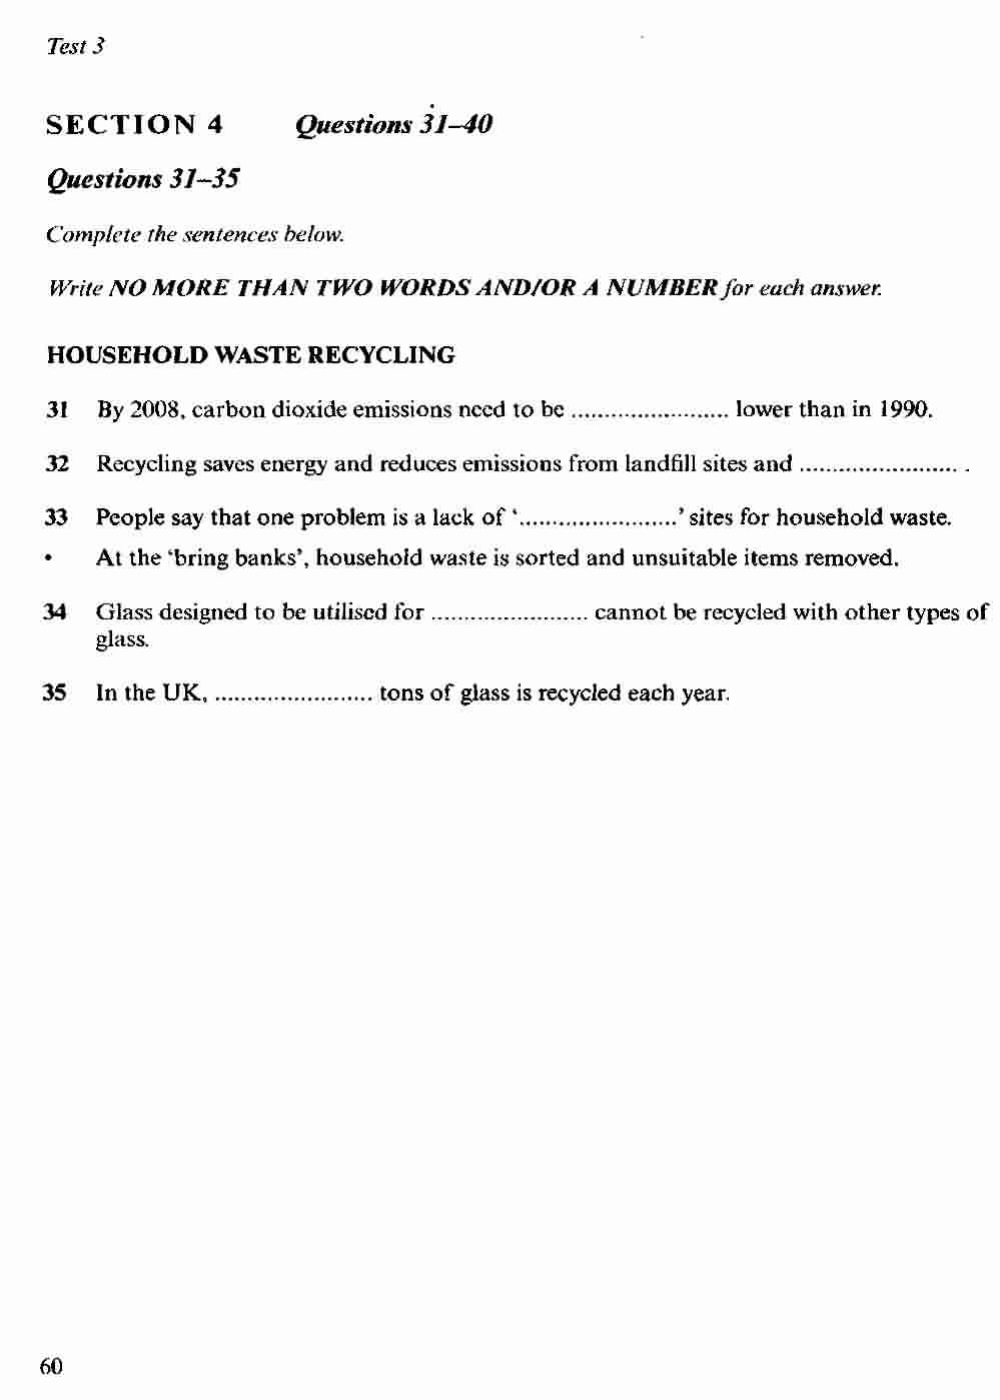 Test 3
SECTION 4 Questions 31–40
Questions 31–35
Complete the sentences below.
Write NO MORE THAN TWO WORDS AND/OR A NUMBER for each answer.
HOUSEHOLD WASTE RECYCLING
31 By 2008, carbon dioxide emissions need to be ........................ lower than in 1990.
32 Recycling saves energy and reduces emissions from landfill sites and ........................ .
33 People say that one problem is a lack of ‘........................’ sites for household waste.
• At the ‘bring banks’, household waste is sorted and unsuitable items removed.
34 Glass designed to be utilised for ........................ cannot be recycled with other types of
glass.
35 In the UK, ........................ tons of glass is recycled each year.
60